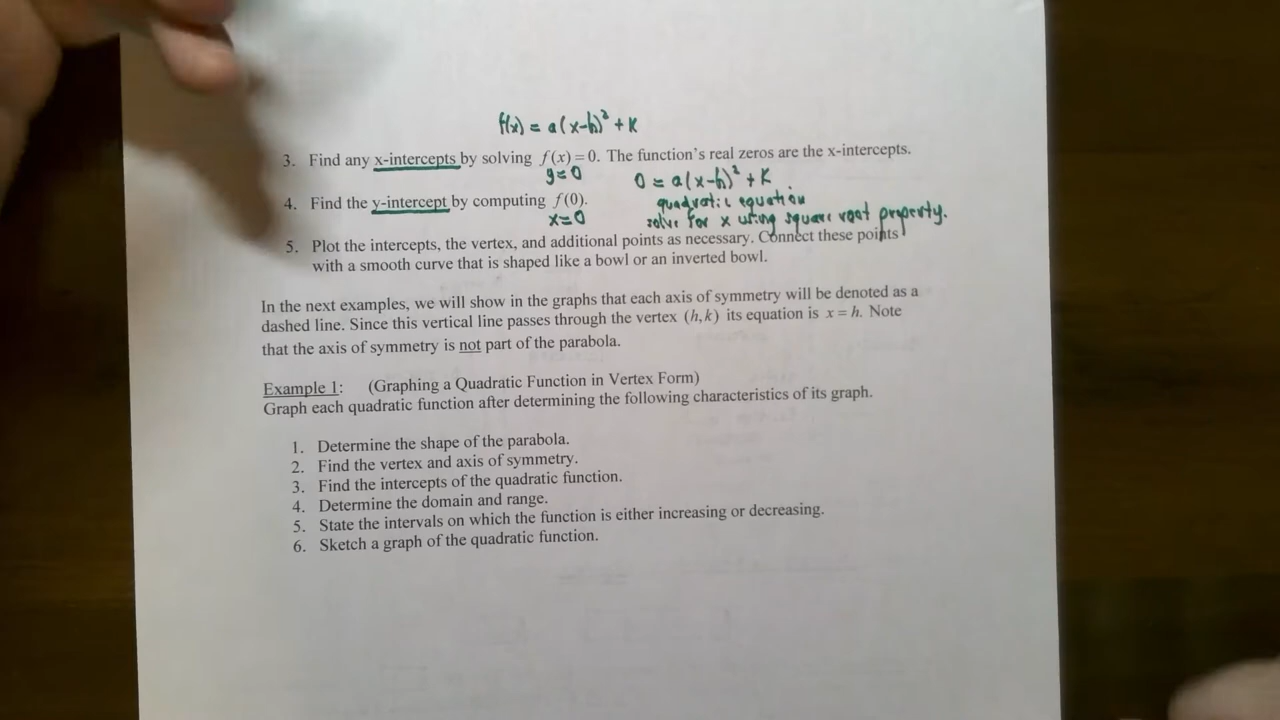 f(x) = a(x-h)² + k
3. Find any x-intercepts by solving f(x) = 0. The function's real zeros are the x-intercepts.
y=0 0 = a(x-h)² + k.
4. Find the y-intercept by computing f(0). quadratic equation
x=0 solve for x using square root property.
5. Plot the intercepts, the vertex, and additional points as necessary. Connect these points
with a smooth curve that is shaped like a bowl or an inverted bowl.
In the next examples, we will show in the graphs that each axis of symmetry will be denoted as a
dashed line. Since this vertical line passes through the vertex (h,k) its equation is x = h. Note
that the axis of symmetry is not part of the parabola.
Example 1: (Graphing a Quadratic Function in Vertex Form)
Graph each quadratic function after determining the following characteristics of its graph.
1. Determine the shape of the parabola.
2. Find the vertex and axis of symmetry.
3. Find the intercepts of the quadratic function.
4. Determine the domain and range.
5. State the intervals on which the function is either increasing or decreasing.
6. Sketch a graph of the quadratic function.